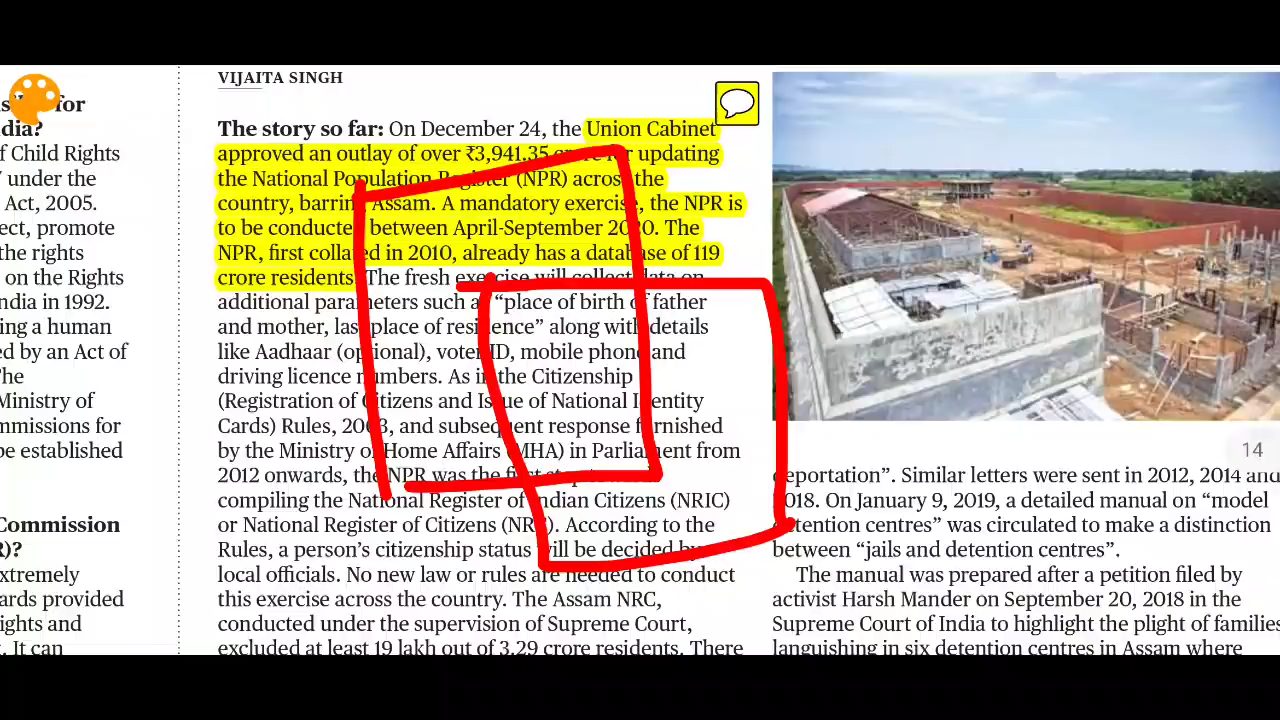 s
for
dia?
f Child Rights
under the
Act, 2005.
ect, promote
the rights
on the Rights
ndia in 1992.
ing a human
ed by an Act of
The
Ministry of
mmissions for
be established
Commission
R)?
xtremely
ards provided
ights and
. It can
VIJAITA SINGH
The story so far: On December 24, the Union Cabinet
approved an outlay of over ₹3,941.35 crore for updating
the National Population Register (NPR) across the
country, barring Assam. A mandatory exercise, the NPR is
to be conducted between April-September 2020. The
NPR, first collated in 2010, already has a database of 119
crore residents. The fresh exercise will collect data on
additional parameters such as “place of birth of father
and mother, last place of residence” along with details
like Aadhaar (optional), voter ID, mobile phone and
driving licence numbers. As in the Citizenship
(Registration of Citizens and Issue of National Identity
Cards) Rules, 2003, and subsequent response furnished
by the Ministry of Home Affairs (MHA) in Parliament from
2012 onwards, the NPR was the first step towards
compiling the National Register of Indian Citizens (NRIC)
or National Register of Citizens (NRC). According to the
Rules, a person’s citizenship status will be decided by
local officials. No new law or rules are needed to conduct
this exercise across the country. The Assam NRC,
conducted under the supervision of Supreme Court,
excluded at least 19 lakh out of 3.29 crore residents. There
14
deportation”. Similar letters were sent in 2012, 2014 and
2018. On January 9, 2019, a detailed manual on “model
detention centres” was circulated to make a distinction
between “jails and detention centres”.
The manual was prepared after a petition filed by
activist Harsh Mander on September 20, 2018 in the
Supreme Court of India to highlight the plight of families
languishing in six detention centres in Assam where